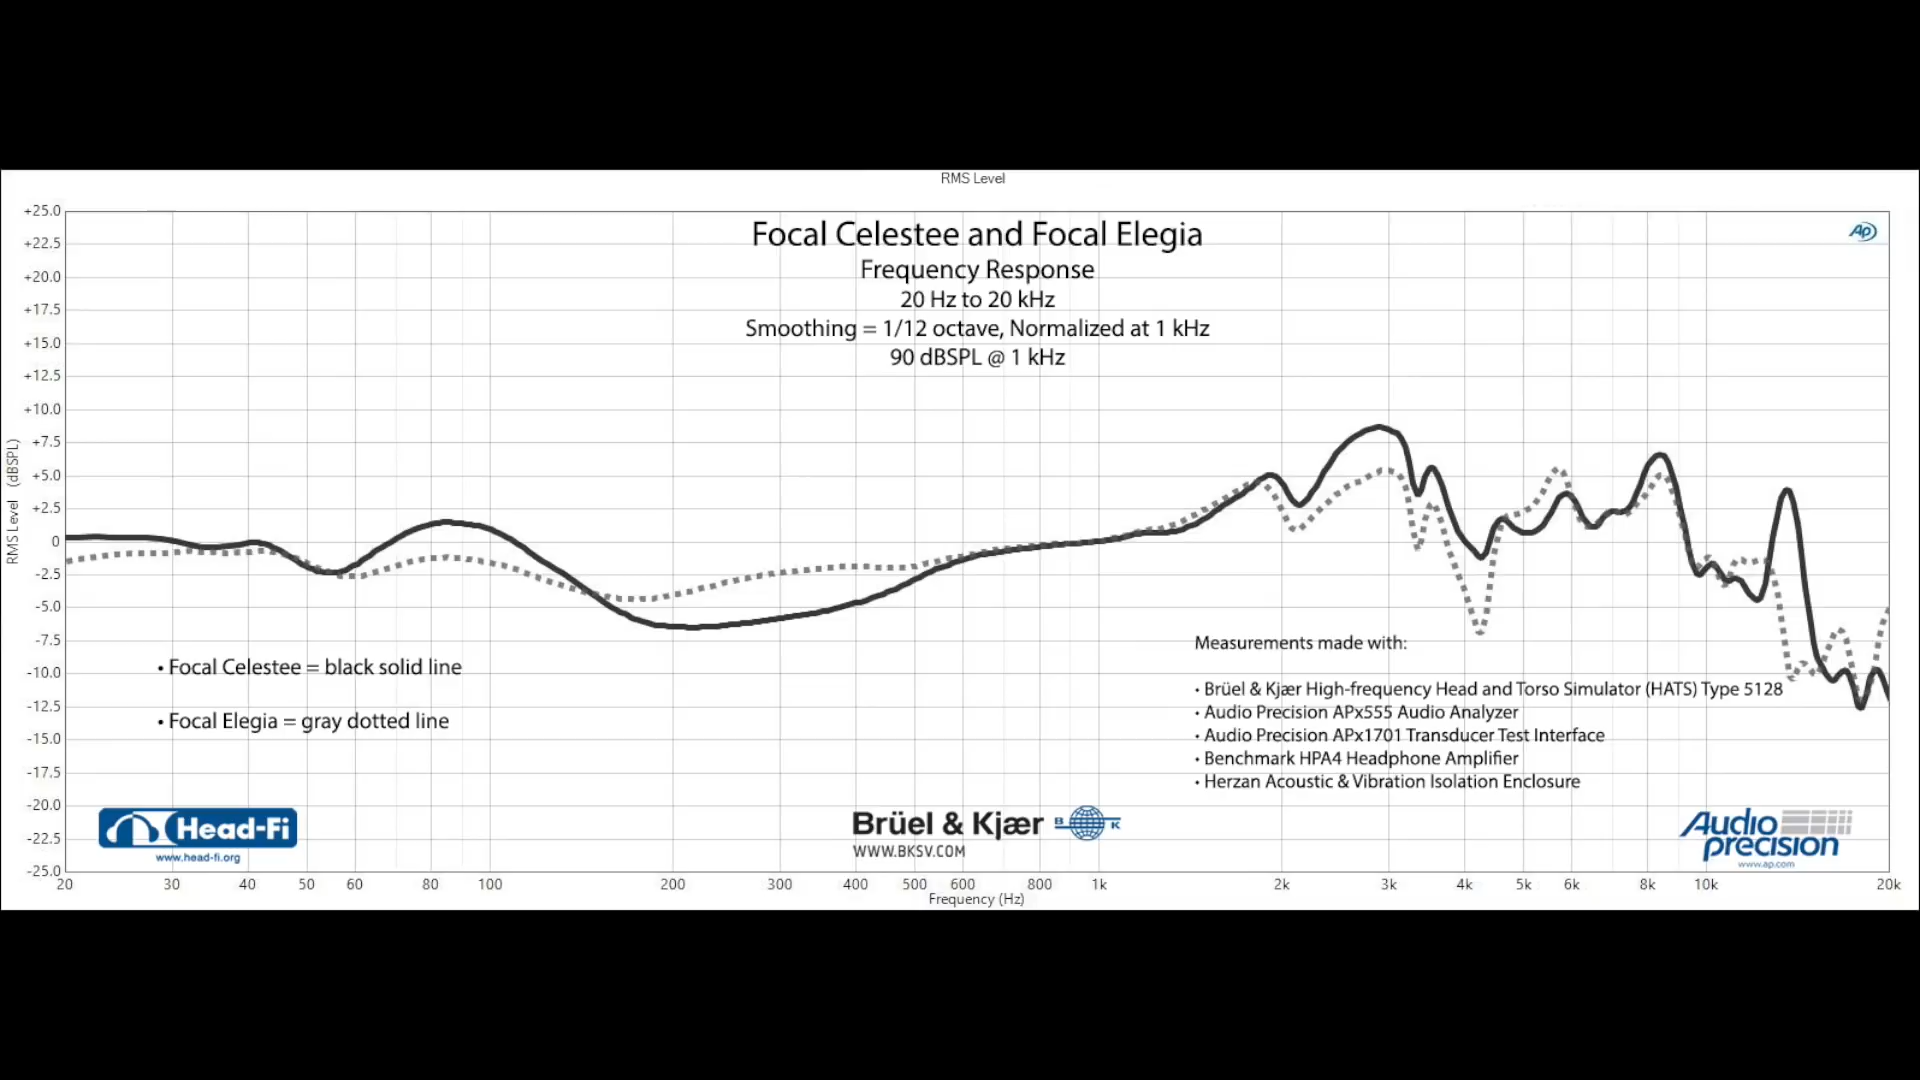 RMS Level
Focal Celestee and Focal Elegia
Frequency Response
20 Hz to 20 kHz
Smoothing = 1/12 octave, Normalized at 1 kHz
90 dBSPL @ 1 kHz
AP
RMS Level (dBSPL)
+25.0
+22.5
+20.0
+17.5
+15.0
+12.5
+10.0
+7.5
+5.0
+2.5
0
-2.5
-5.0
-7.5
-10.0
-12.5
-15.0
-17.5
-20.0
-22.5
-25.0
• Focal Celestee = black solid line
• Focal Elegia = gray dotted line
Measurements made with:
• Brüel & Kjær High-frequency Head and Torso Simulator (HATS) Type 5128
• Audio Precision APx555 Audio Analyzer
• Audio Precision APx1701 Transducer Test Interface
• Benchmark HPA4 Headphone Amplifier
• Herzan Acoustic & Vibration Isolation Enclosure
Head-Fi
www.head-fi.org
Brüel & Kjær B K
WWW.BKSV.COM
Audio
precision
www.ap.com
20 30 40 50 60 80 100 200 300 400 500 600 800 1k 2k 3k 4k 5k 6k 8k 10k 20k
Frequency (Hz)